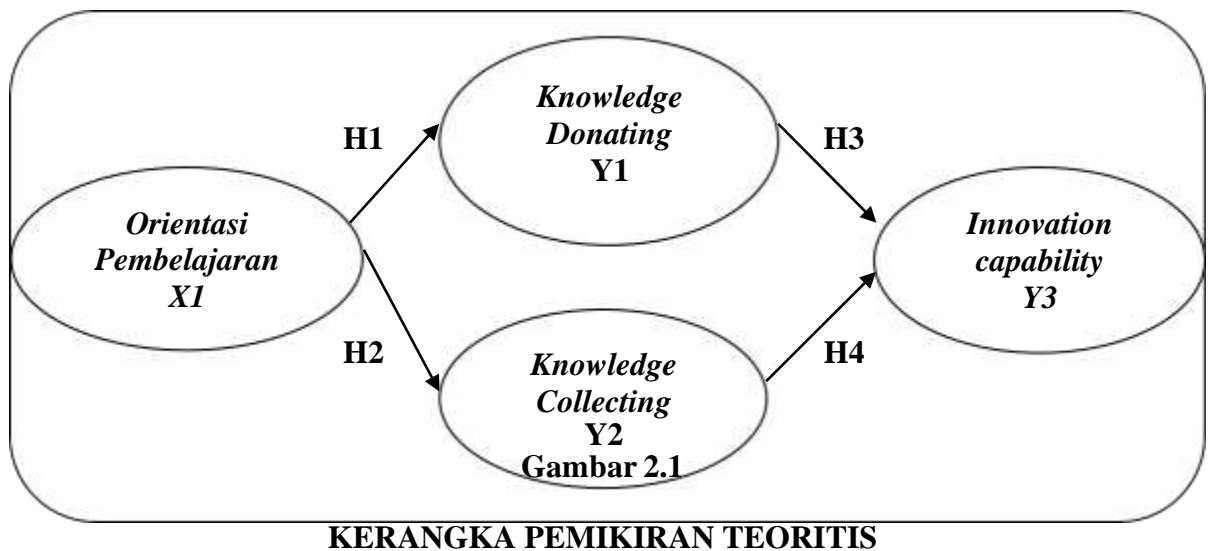 Knowledge
Donating
Y1
H1
H3
Orientasi
Pembelajaran
X1
Innovation
capability
Y3
H2
H4
Knowledge
Collecting
Y2
Gambar 2.1
KERANGKA PEMIKIRAN TEORITIS